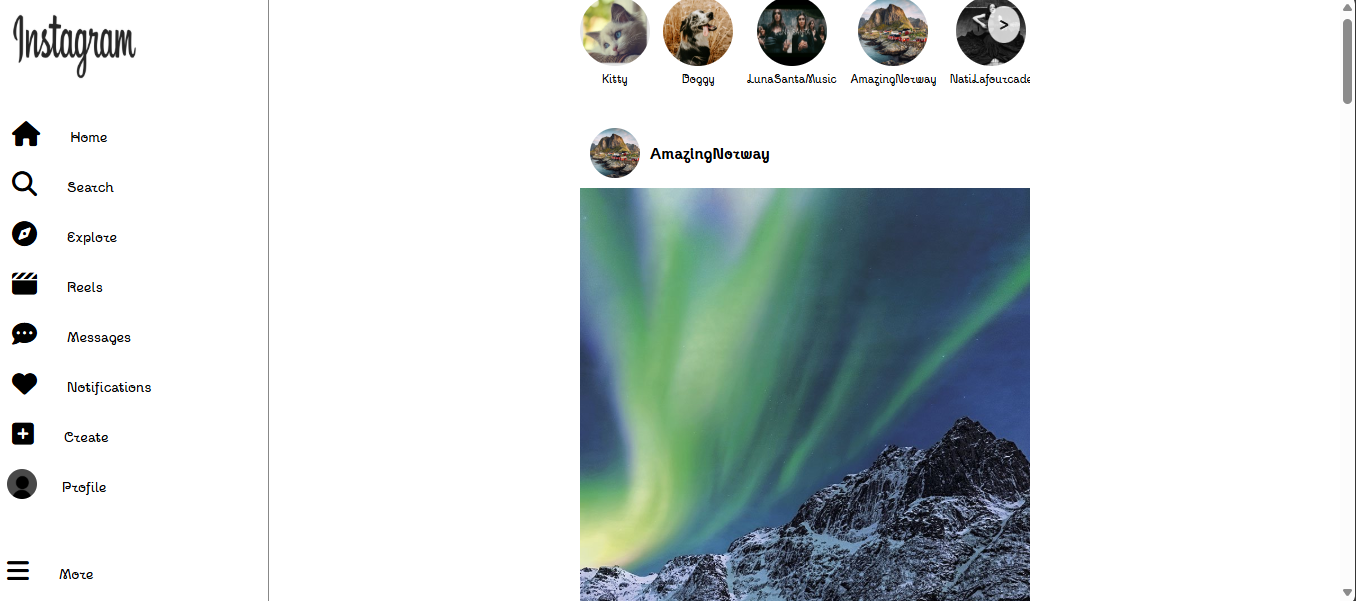 Instagram
Home
Search
Explore
Reels
Messages
Notifications
Create
Profile
More
Kitty
Doggy
LunaSantaMusic
AmazingNorway
NatiLafourcade
>
AmazingNorway